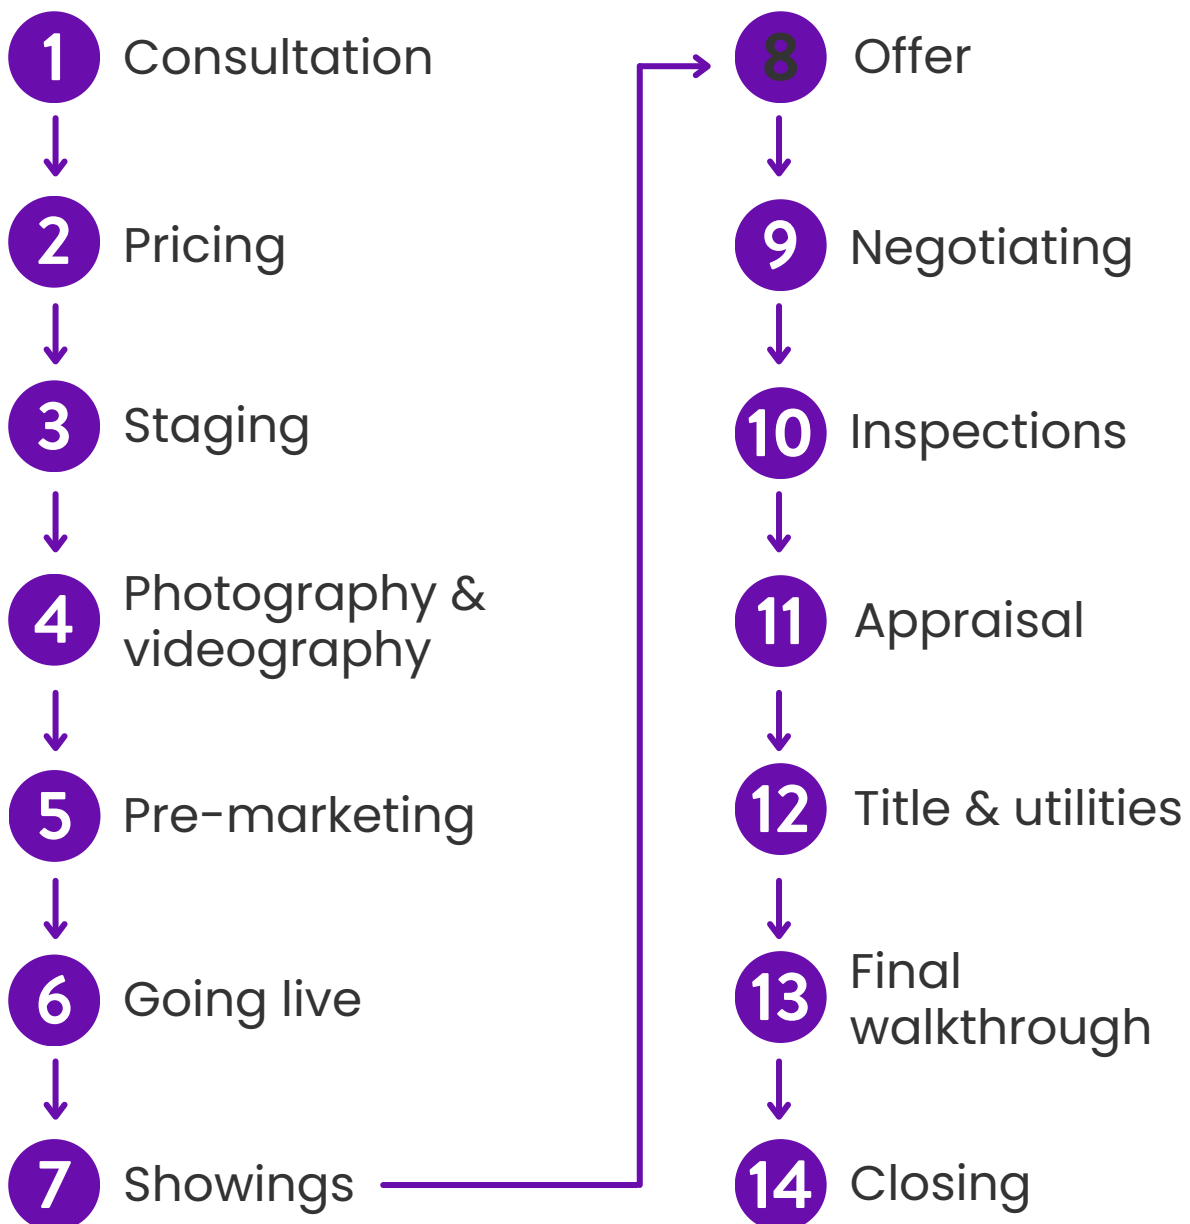 1 Consultation
2 Pricing
3 Staging
4 Photography &
videography
5 Pre-marketing
6 Going live
7 Showings
8 Offer
9 Negotiating
10 Inspections
11 Appraisal
12 Title & utilities
13 Final
walkthrough
14 Closing